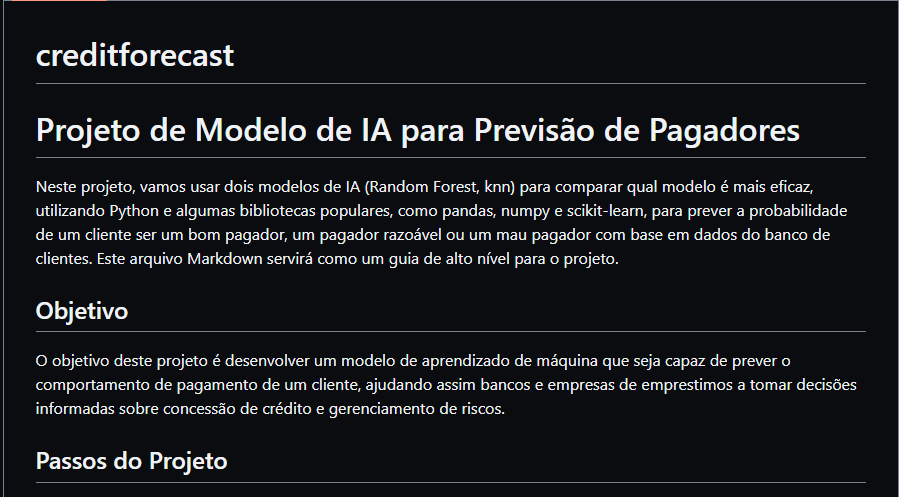 creditforecast
Projeto de Modelo de IA para Previsão de Pagadores
Neste projeto, vamos usar dois modelos de IA (Random Forest, knn) para comparar qual modelo é mais eficaz,
utilizando Python e algumas bibliotecas populares, como pandas, numpy e scikit-learn, para prever a probabilidade
de um cliente ser um bom pagador, um pagador razoável ou um mau pagador com base em dados do banco de
clientes. Este arquivo Markdown servirá como um guia de alto nível para o projeto.
Objetivo
O objetivo deste projeto é desenvolver um modelo de aprendizado de máquina que seja capaz de prever o
comportamento de pagamento de um cliente, ajudando assim bancos e empresas de emprestimos a tomar decisões
informadas sobre concessão de crédito e gerenciamento de riscos.
Passos do Projeto